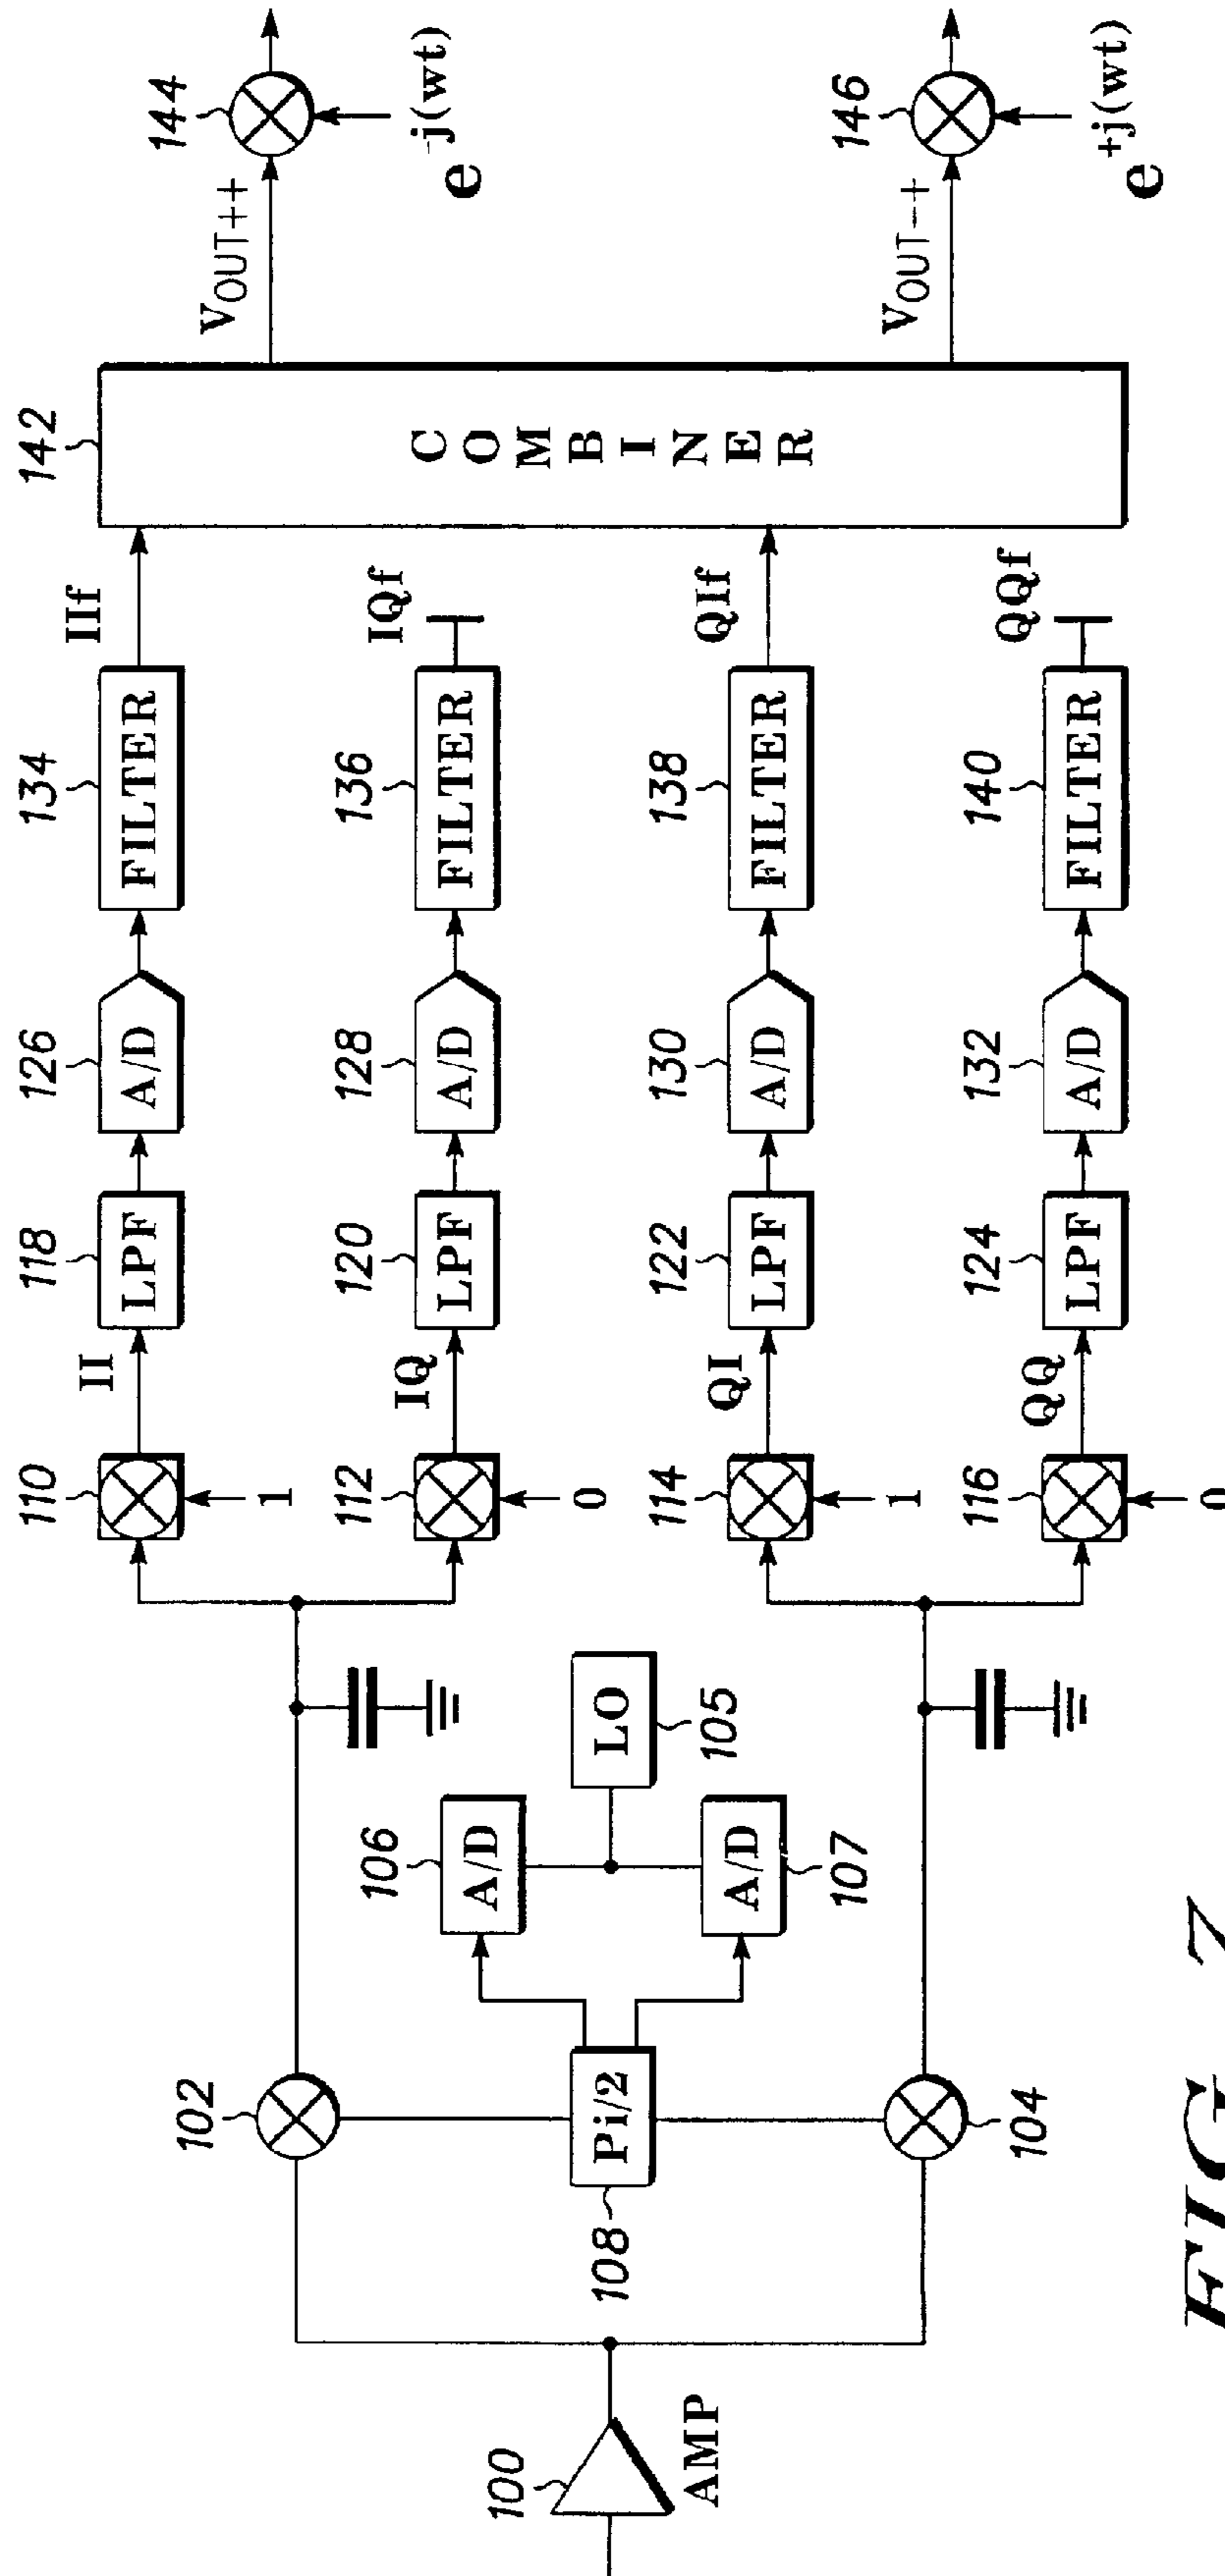 100
AMP
102
104
108
Pi/2
106
A/D
A/D
107
LO
105
110
II
1
118
LPF
126
A/D
134
FILTER
IIf
112
IQ
0
120
LPF
128
A/D
136
FILTER
IQf
114
QI
1
122
LPF
130
A/D
138
FILTER
QIf
116
QQ
0
124
LPF
132
A/D
140
FILTER
QQf
142
COMBINER
VOUT++
144
e-j(wt)
VOUT-+
146
e+j(wt)
FIG. 7